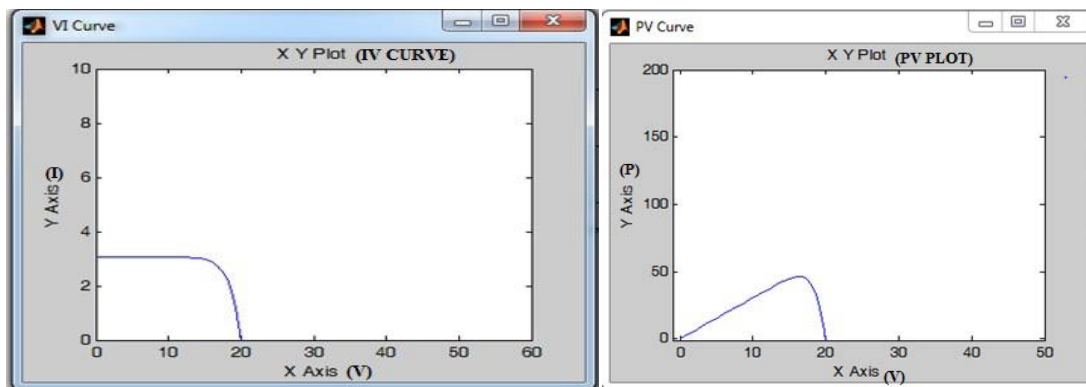 VI Curve
X Y Plot (IV CURVE)
10
8
6
4
2
0
Y Axis (I)
0 10 20 30 40 50 60
X Axis (V)
PV Curve
X Y Plot (PV PLOT)
200
150
100
50
0
Y Axis (P)
0 10 20 30 40 50
X Axis (V)